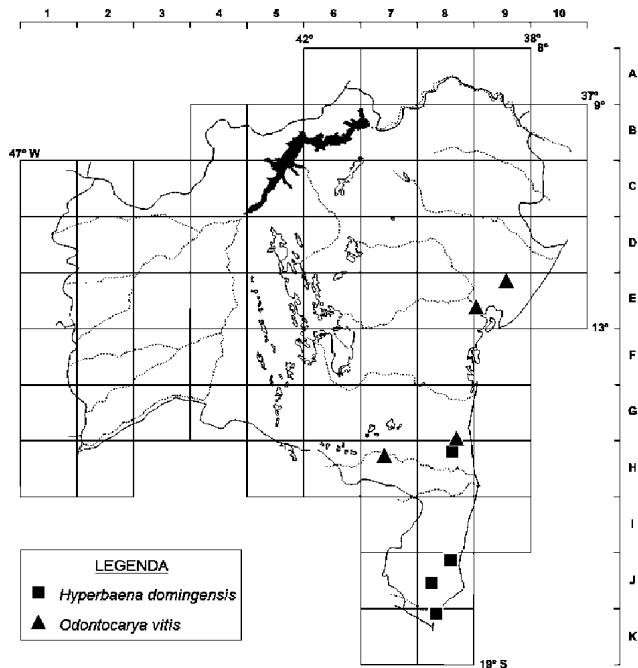 1 2 3 4 5 6 7 8 9 10
42° 38°
8°
A
37°
9°
B
47° W
C
D
E
13°
F
G
H
I
LEGENDA
Hyperbaena domingensis
J
Odontocarya vitis
K
19° S